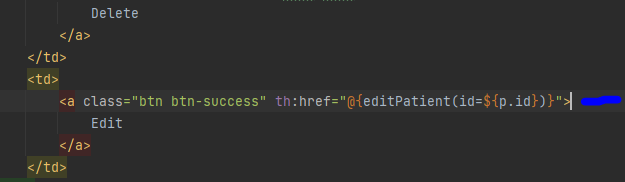 Delete
</a>
</td>
<td>
<a class="btn btn-success" th:href="@{editPatient(id=${p.id})}">
Edit
</a>
</td>